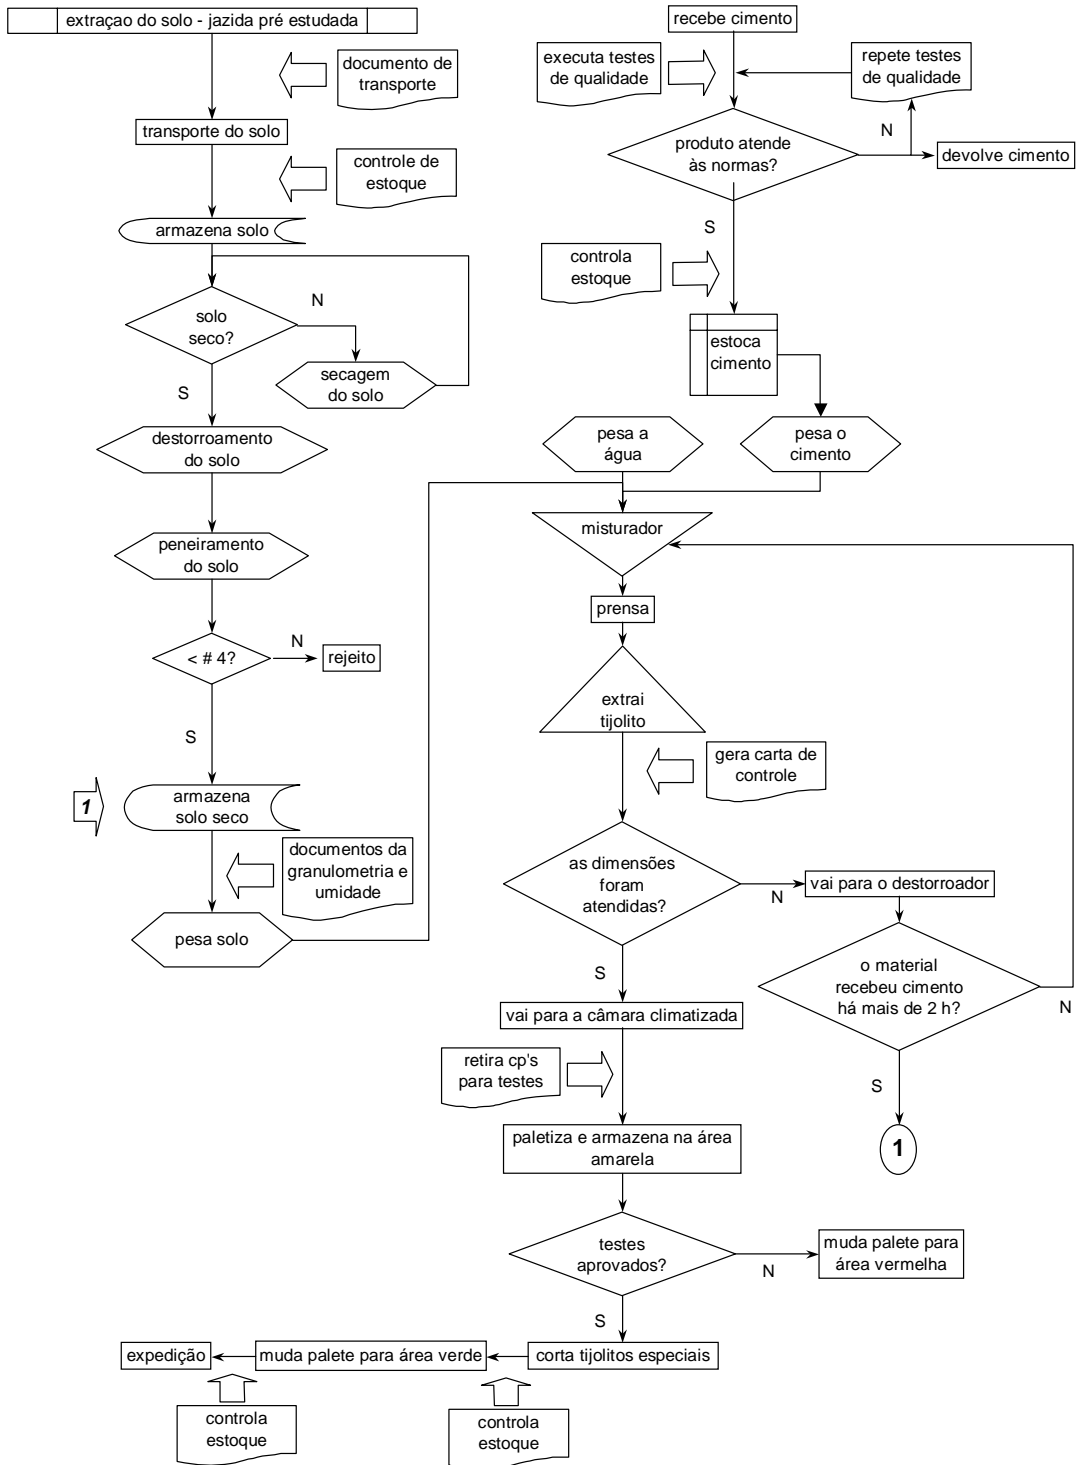 extraçao do solo - jazida pré estudada
documento de
transporte
transporte do solo
controle de
estoque
armazena solo
solo
seco?
N
secagem
do solo
S
destorroamento
do solo
peneiramento
do solo
< # 4?
N
rejeito
S
1
armazena
solo seco
documentos da
granulometria e
umidade
pesa solo
recebe cimento
executa testes
de qualidade
repete testes
de qualidade
produto atende
às normas?
N
devolve cimento
S
controla
estoque
estoca
cimento
pesa a
água
pesa o
cimento
misturador
prensa
extrai
tijolito
gera carta de
controle
as dimensões
foram
atendidas?
N
vai para o destorroador
o material
recebeu cimento
há mais de 2 h?
N
S
1
S
vai para a câmara climatizada
retira cp's
para testes
paletiza e armazena na área
amarela
testes
aprovados?
N
muda palete para
área vermelha
S
corta tijolitos especiais
muda palete para área verde
expedição
controla
estoque
controla
estoque